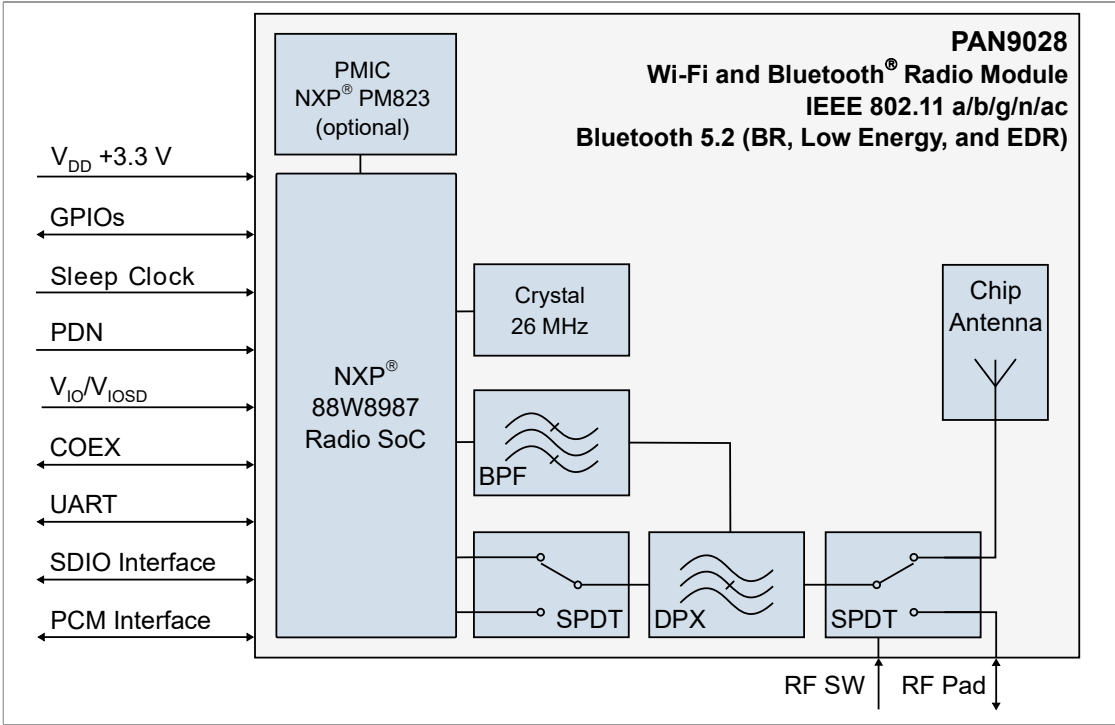 PAN9028
Wi-Fi and Bluetooth® Radio Module
IEEE 802.11 a/b/g/n/ac
Bluetooth 5.2 (BR, Low Energy, and EDR)
PMIC
NXP® PM823
(optional)
VDD +3.3 V
GPIOs
Sleep Clock
PDN
VIO/VIOSD
COEX
UART
SDIO Interface
PCM Interface
NXP®
88W8987
Radio SoC
Crystal
26 MHz
BPF
SPDT
DPX
SPDT
Chip
Antenna
RF SW
RF Pad